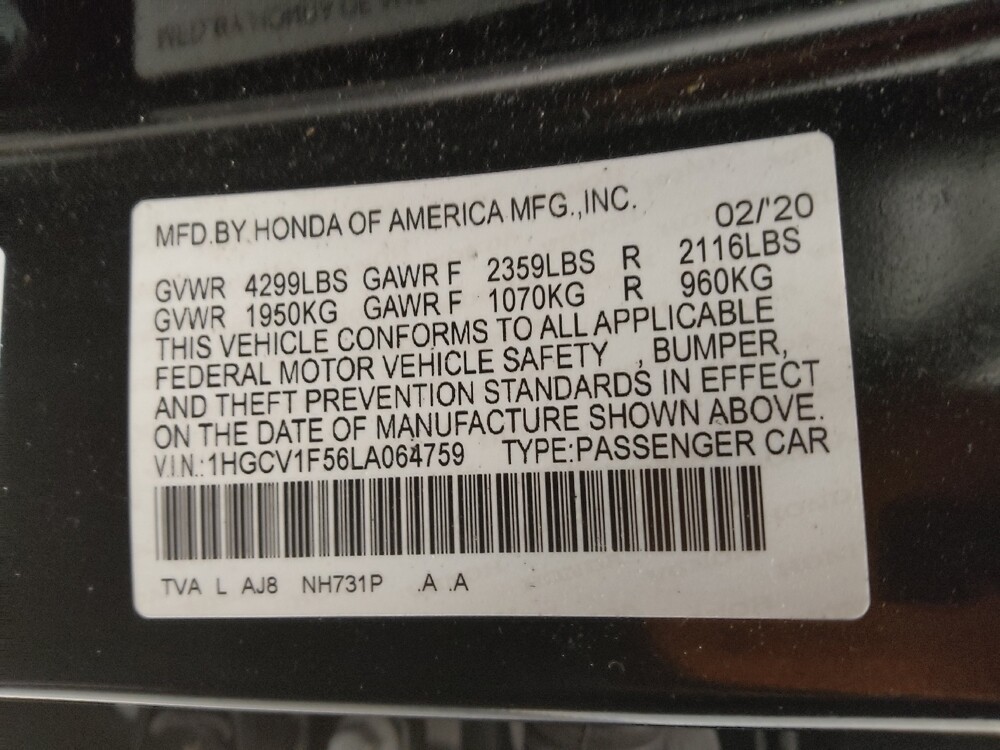 MFD.BY HONDA OF AMERICA MFG.,INC. 02/'20
GVWR 4299LBS GAWR F 2359LBS R 2116LBS
GVWR 1950KG GAWR F 1070KG R 960KG
THIS VEHICLE CONFORMS TO ALL APPLICABLE
FEDERAL MOTOR VEHICLE SAFETY , BUMPER,
AND THEFT PREVENTION STANDARDS IN EFFECT
ON THE DATE OF MANUFACTURE SHOWN ABOVE.
V.I.N.:1HGCV1F56LA064759 TYPE:PASSENGER CAR
TVA L AJ8 NH731P .A .A